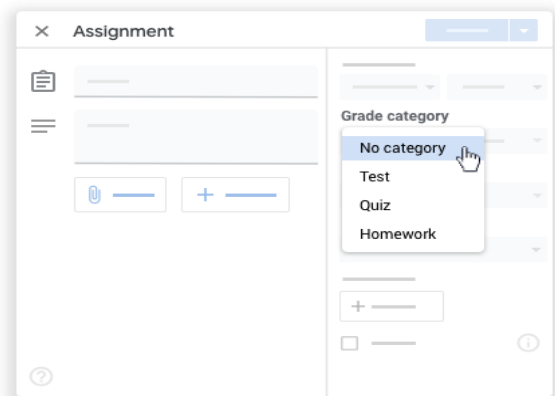 Assignment
Grade category
No category
Test
Quiz
Homework